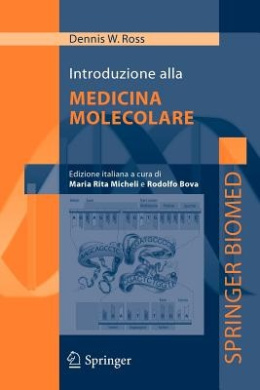 Dennis W. Ross
Introduzione alla
MEDICINA
MOLECOLARE
Edizione italiana a cura di
Maria Rita Micheli e Rodolfo Bova
SPRINGER BIOMED
Springer